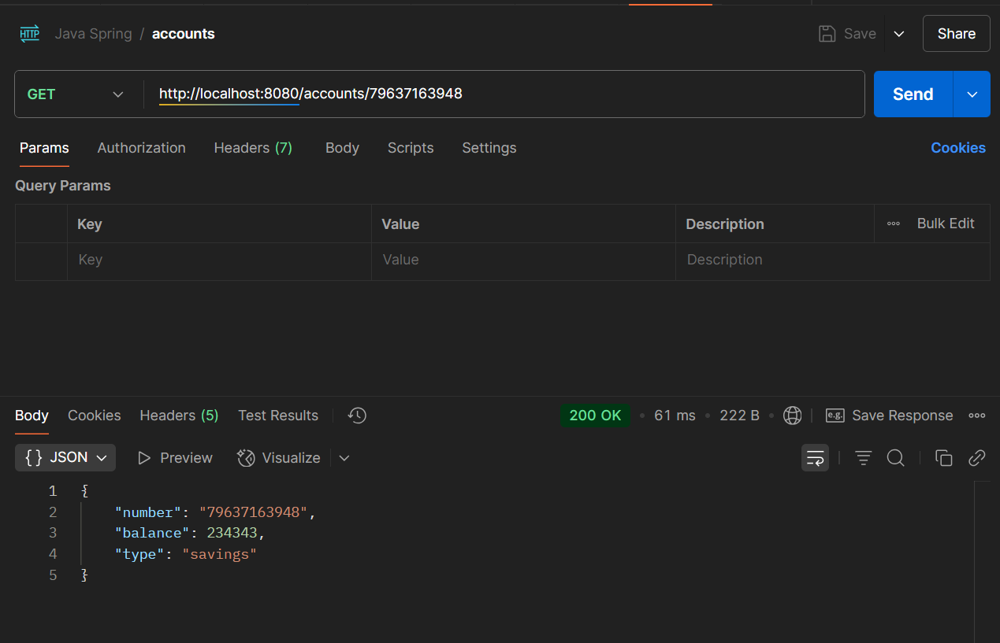 HTTP Java Spring / accounts Save Share
GET http://localhost:8080/accounts/79637163948 Send
Params Authorization Headers (7) Body Scripts Settings Cookies
Query Params
Key Value Description ••• Bulk Edit
Key Value Description
Body Cookies Headers (5) Test Results 200 OK • 61 ms • 222 B • e.g. Save Response •••
{ } JSON Preview Visualize
1 {
2 "number": "79637163948",
3 "balance": 234343,
4 "type": "savings"
5 }